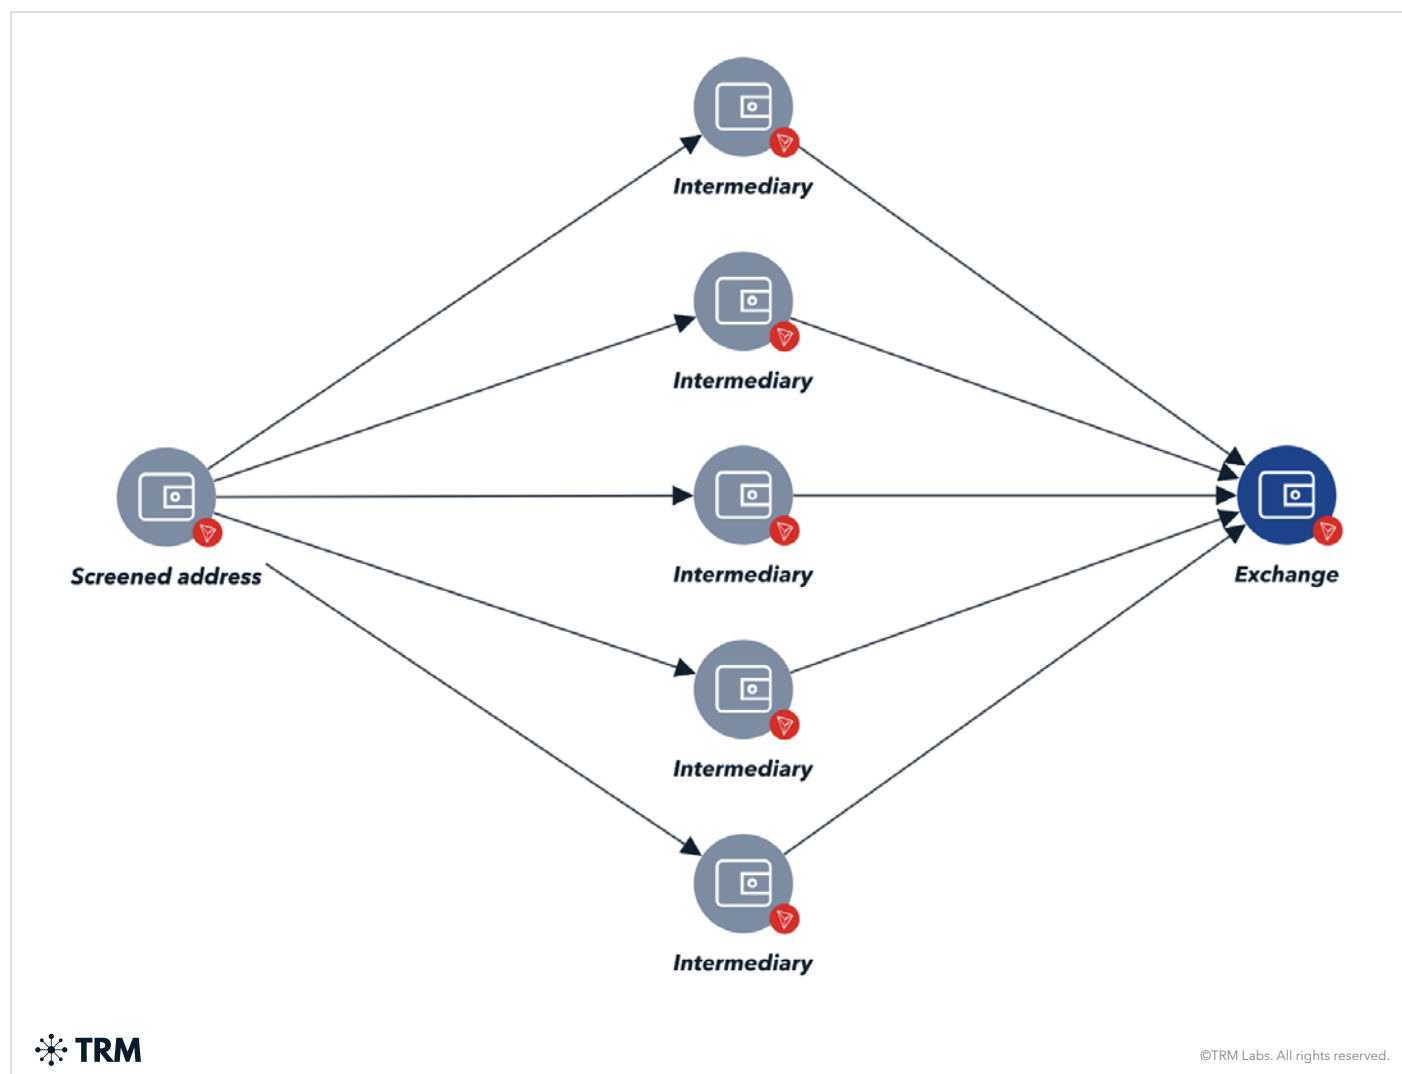 Intermediary
Intermediary
Screened address
Intermediary
Exchange
Intermediary
Intermediary
TRM
©TRM Labs. All rights reserved.